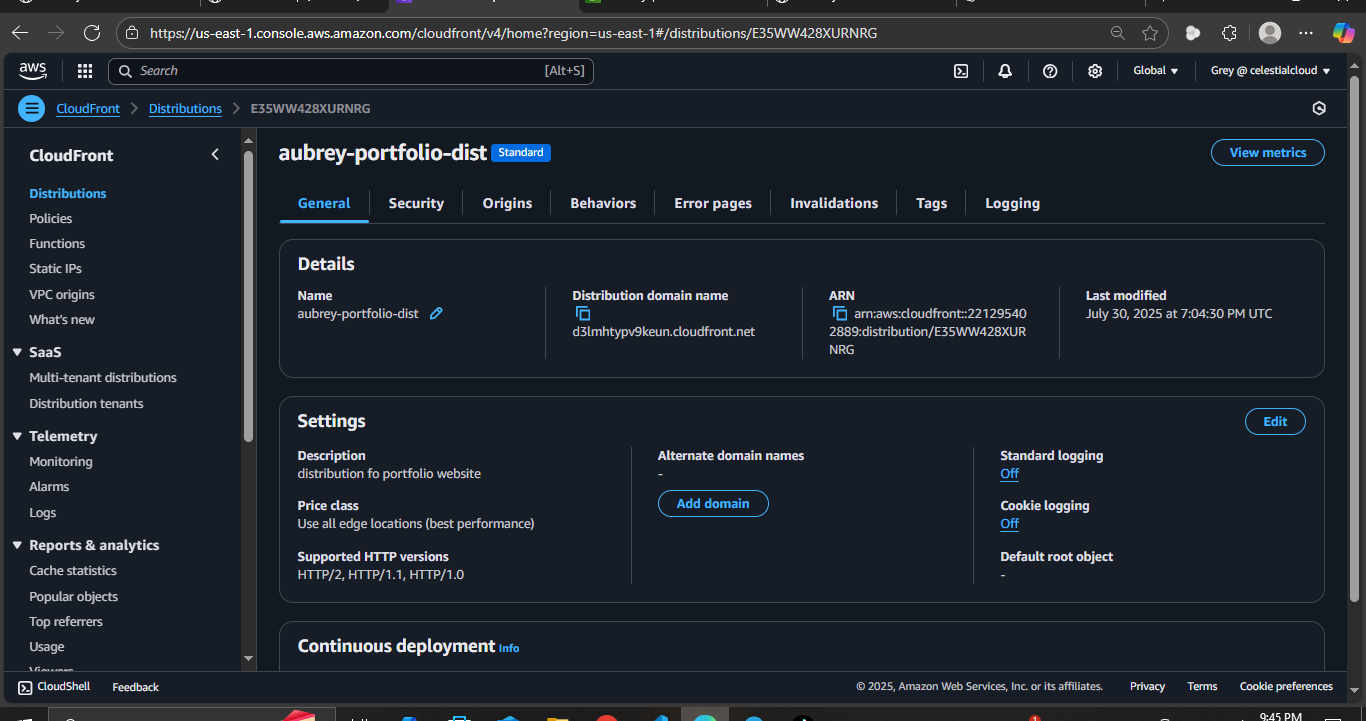 https://us-east-1.console.aws.amazon.com/cloudfront/v4/home?region=us-east-1#/distributions/E35WW428XURNRG
aws
Search
[Alt+S]
Global
Grey @ celestialcloud
CloudFront
Distributions
E35WW428XURNRG
CloudFront
Distributions
Policies
Functions
Static IPs
VPC origins
What's new
SaaS
Multi-tenant distributions
Distribution tenants
Telemetry
Monitoring
Alarms
Logs
Reports & analytics
Cache statistics
Popular objects
Top referrers
Usage
Viewers
aubrey-portfolio-dist
Standard
View metrics
General
Security
Origins
Behaviors
Error pages
Invalidations
Tags
Logging
Details
Name
aubrey-portfolio-dist
Distribution domain name
d3lmhtypv9keun.cloudfront.net
ARN
arn:aws:cloudfront::22129540
2889:distribution/E35WW428XUR
NRG
Last modified
July 30, 2025 at 7:04:30 PM UTC
Settings
Edit
Description
distribution fo portfolio website
Price class
Use all edge locations (best performance)
Supported HTTP versions
HTTP/2, HTTP/1.1, HTTP/1.0
Alternate domain names
-
Add domain
Standard logging
Off
Cookie logging
Off
Default root object
-
Continuous deployment
Info
CloudShell
Feedback
© 2025, Amazon Web Services, Inc. or its affiliates.
Privacy
Terms
Cookie preferences
9:45 PM